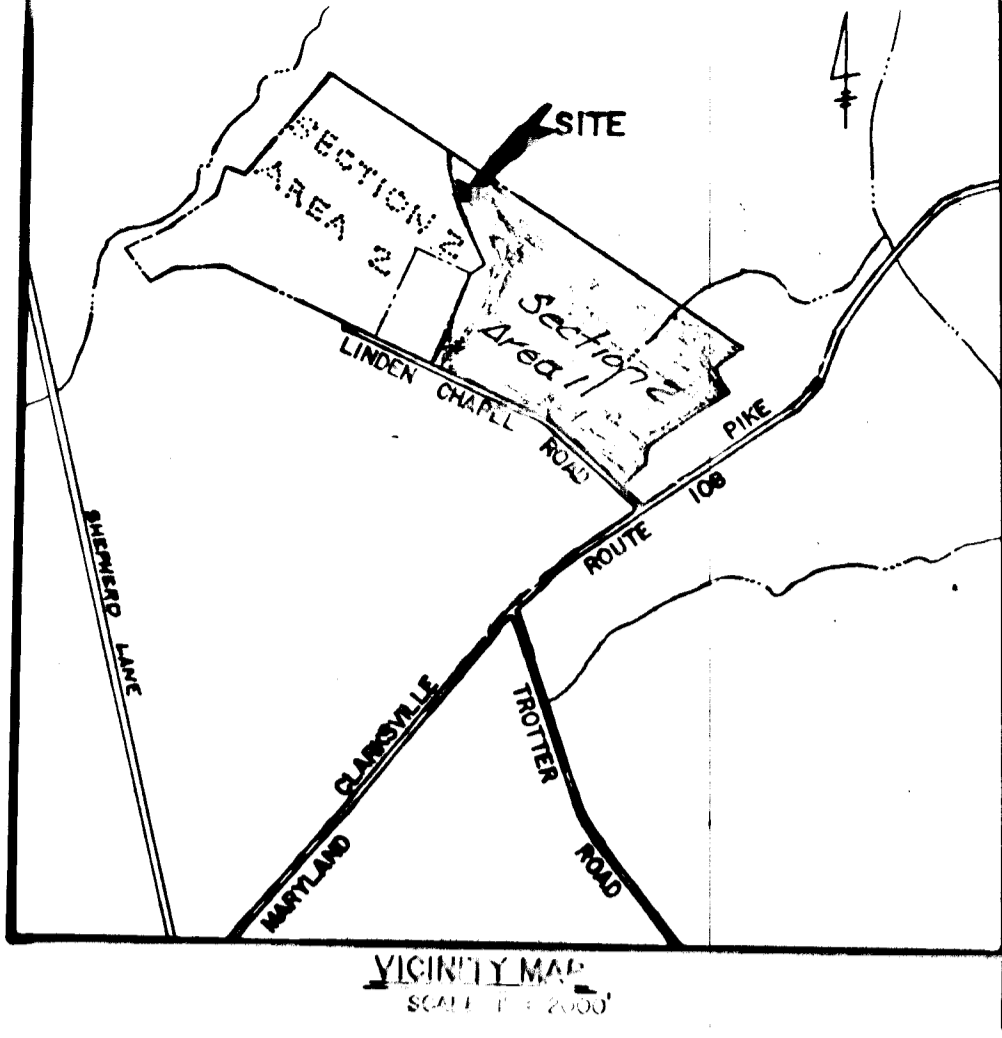 SITE
SECTION 2
AREA 2
Section 2
Area 1
LINDEN CHAPEL ROAD
PIKE
ROUTE 108
SHEPHERD LANE
CLARKSVILLE
MARYLAND
TROTTER ROAD
VICINITY MAP
SCALE 1" = 2000'